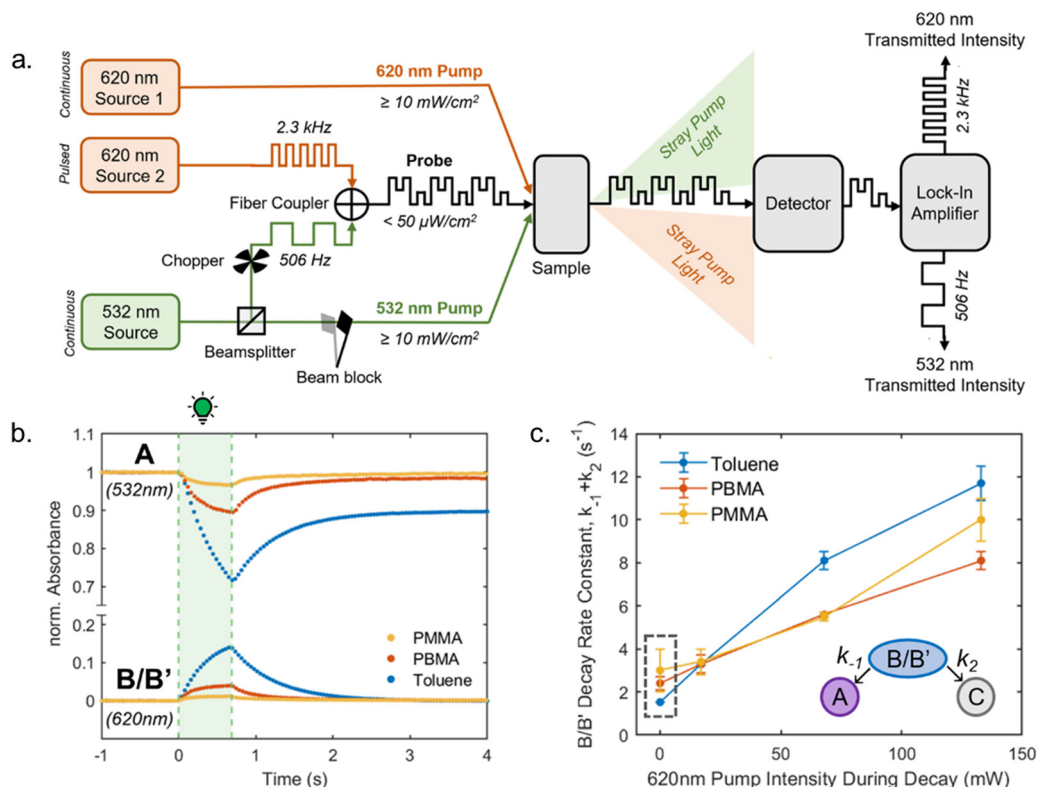 a.
Continuous
620 nm
Source 1
620 nm Pump
≥ 10 mW/cm²
Pulsed
620 nm
Source 2
2.3 kHz
Fiber Coupler
Probe
< 50 µW/cm²
Chopper
506 Hz
Continuous
532 nm
Source
Beamsplitter
Beam block
532 nm Pump
≥ 10 mW/cm²
Sample
Stray Pump
Light
Stray Pump
Light
Detector
Lock-In
Amplifier
620 nm
Transmitted Intensity
2.3 kHz
506 Hz
532 nm
Transmitted Intensity
b.
norm. Absorbance
A
(532nm)
B/B'
(620nm)
PMMA
PBMA
Toluene
1
0.9
0.8
0.7
0.2
0.1
0
-1
0
1
2
3
4
Time (s)
c.
B/B' Decay Rate Constant, k₋₁+k₂ (s⁻¹)
Toluene
PBMA
PMMA
14
12
10
8
6
4
2
0
k₋₁
B/B'
k₂
A
C
0
50
100
150
620nm Pump Intensity During Decay (mW)